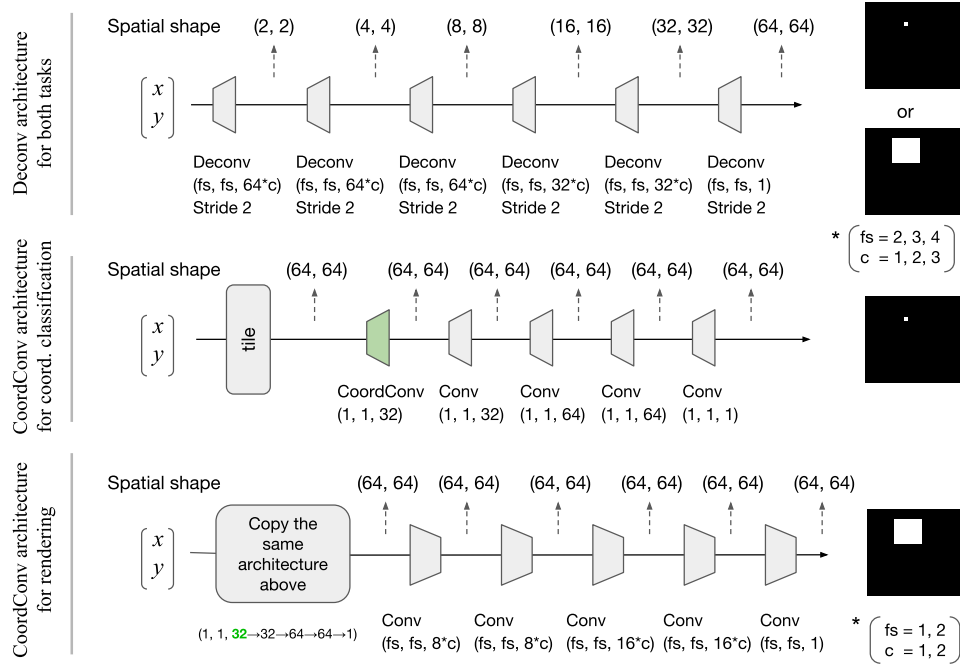 Deconv architecture
for both tasks
Spatial shape (2, 2) (4, 4) (8, 8) (16, 16) (32, 32) (64, 64)
x
y
or
Deconv Deconv Deconv Deconv Deconv Deconv
(fs, fs, 64*c) (fs, fs, 64*c) (fs, fs, 64*c) (fs, fs, 32*c) (fs, fs, 32*c) (fs, fs, 1)
Stride 2 Stride 2 Stride 2 Stride 2 Stride 2 Stride 2
* fs = 2, 3, 4
c = 1, 2, 3
CoordConv architecture
for coord. classification
Spatial shape (64, 64) (64, 64) (64, 64) (64, 64) (64, 64) (64, 64)
x
y
tile
CoordConv Conv Conv Conv Conv
(1, 1, 32) (1, 1, 32) (1, 1, 64) (1, 1, 64) (1, 1, 1)
CoordConv architecture
for rendering
Spatial shape (64, 64) (64, 64) (64, 64) (64, 64) (64, 64) (64, 64)
x
y
Copy the
same
architecture
above
(1, 1, 32→32→64→64→1)
Conv Conv Conv Conv Conv
(fs, fs, 8*c) (fs, fs, 8*c) (fs, fs, 16*c) (fs, fs, 16*c) (fs, fs, 1)
* fs = 1, 2
c = 1, 2